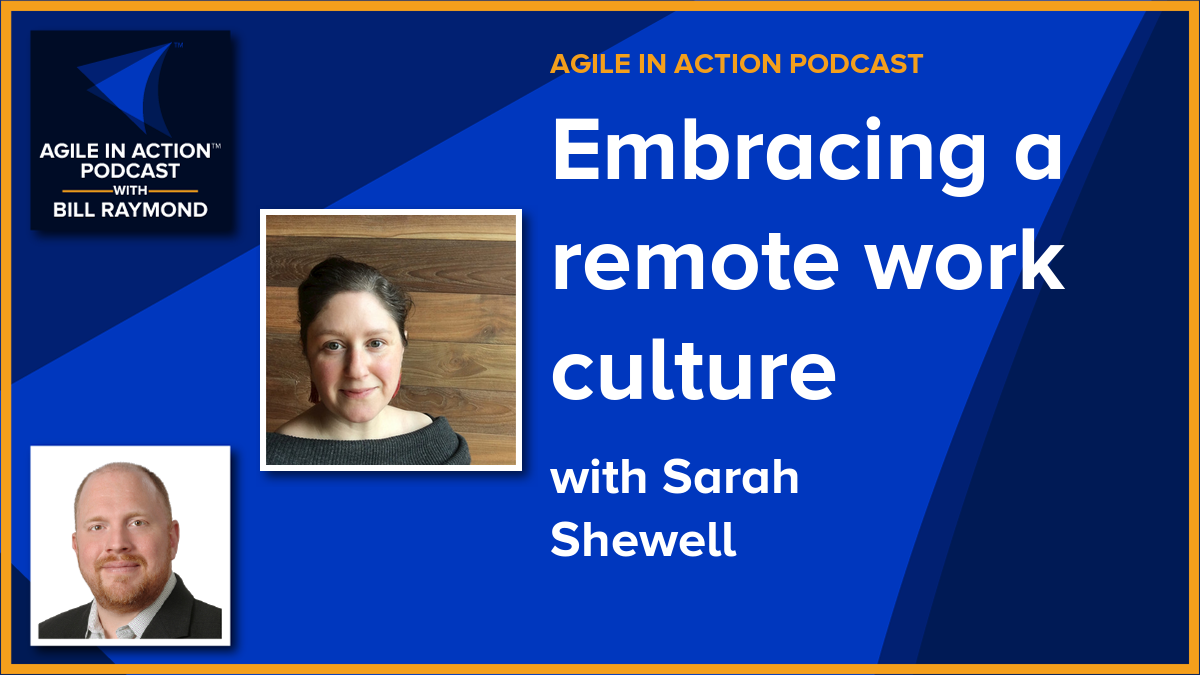 AGILE IN ACTION™
PODCAST
WITH
BILL RAYMOND
AGILE IN ACTION PODCAST
Embracing a
remote work
culture
with Sarah
Shewell